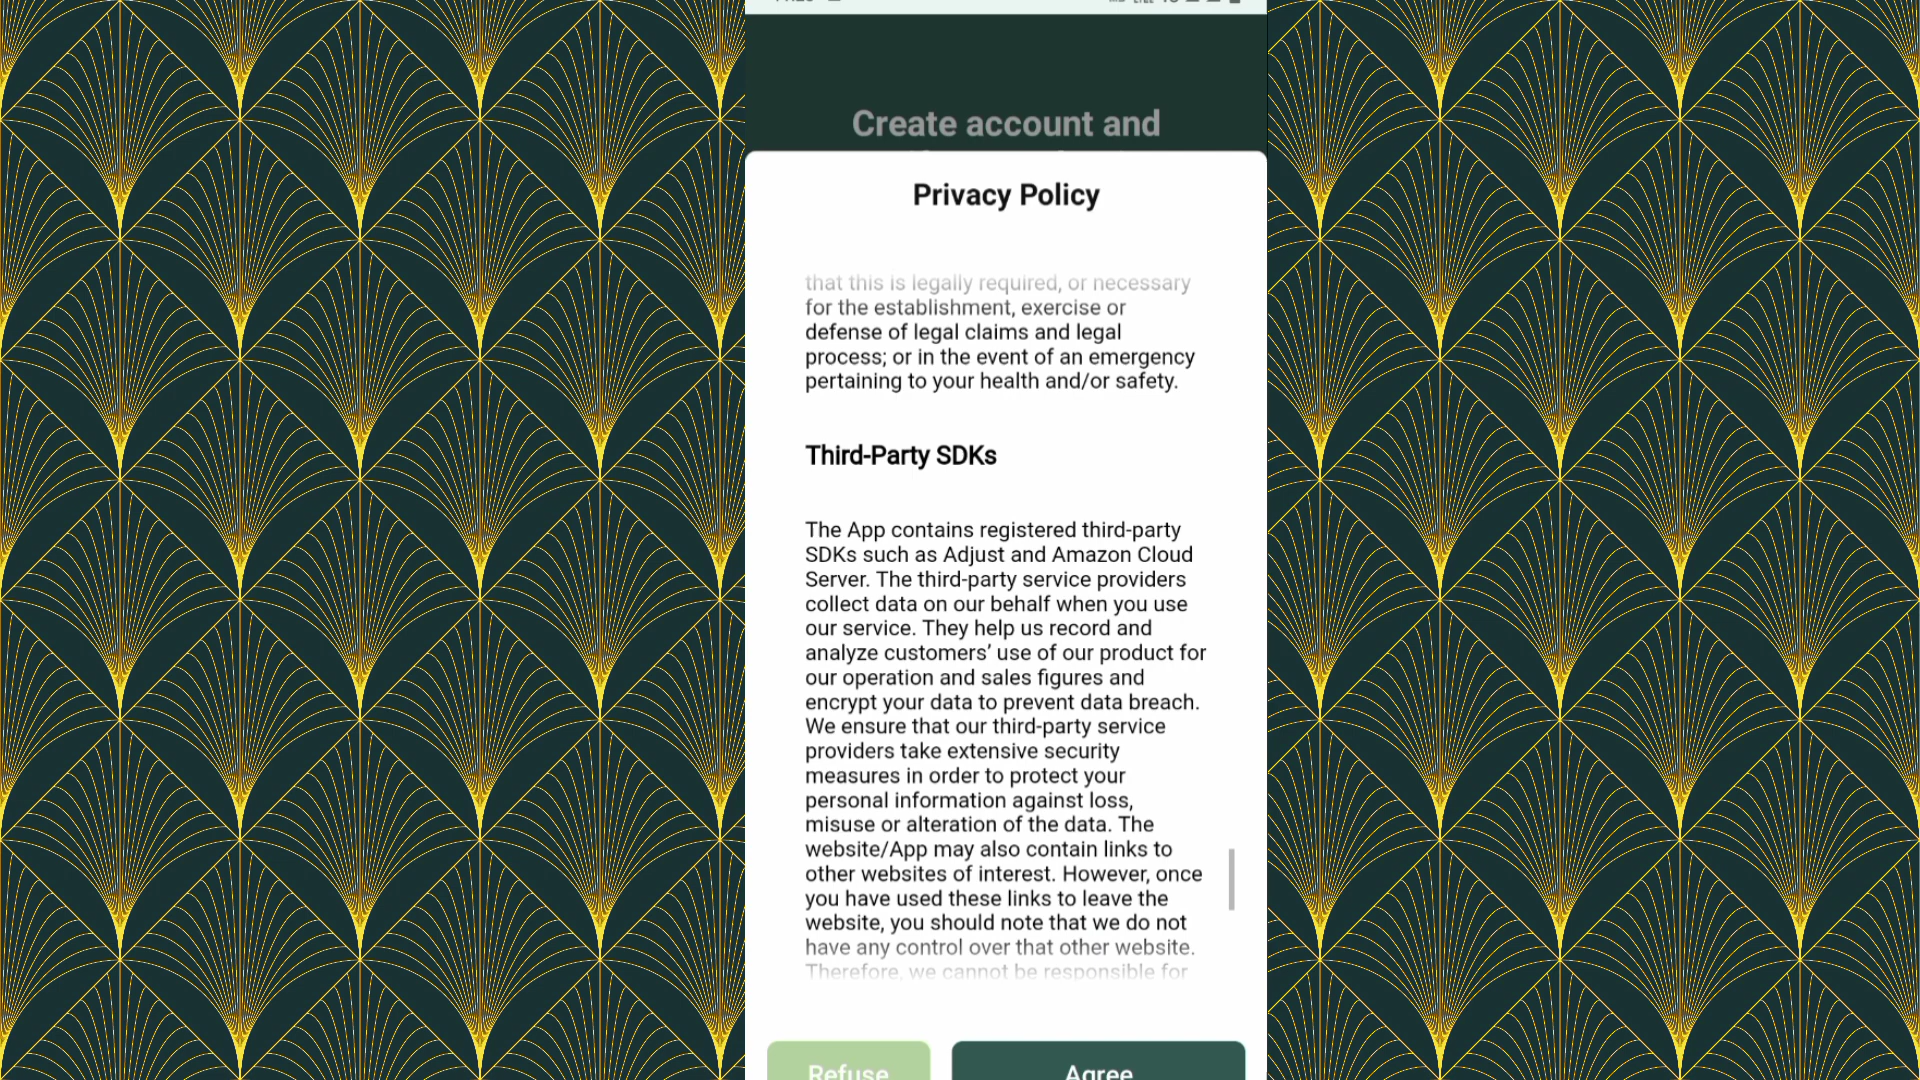 Create account and
Privacy Policy
that this is legally required, or necessary
for the establishment, exercise or
defense of legal claims and legal
process; or in the event of an emergency
pertaining to your health and/or safety.
Third-Party SDKs
The App contains registered third-party
SDKs such as Adjust and Amazon Cloud
Server. The third-party service providers
collect data on our behalf when you use
our service. They help us record and
analyze customers’ use of our product for
our operation and sales figures and
encrypt your data to prevent data breach.
We ensure that our third-party service
providers take extensive security
measures in order to protect your
personal information against loss,
misuse or alteration of the data. The
website/App may also contain links to
other websites of interest. However, once
you have used these links to leave the
website, you should note that we do not
have any control over that other website.
Therefore, we cannot be responsible for
Refuse
Agree